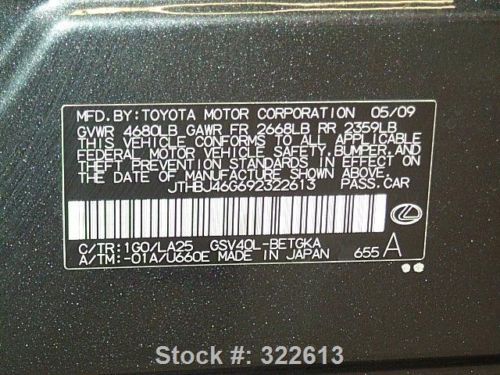 MFD. BY: TOYOTA MOTOR CORPORATION 05/09
GVWR 4680LB GAWR FR 2668LB RR 2359LB
THIS VEHICLE CONFORMS TO ALL APPLICABLE
FEDERAL MOTOR VEHICLE SAFETY, BUMPER, AND
THEFT PREVENTION STANDARDS IN EFFECT ON
THE DATE OF MANUFACTURE SHOWN ABOVE.
JTHBJ46G692322613 PASS. CAR
C/TR: 1G0/LA25 GSV40L-BETGKA
A/TM: -01A/U660E MADE IN JAPAN 655 A
Stock #: 322613